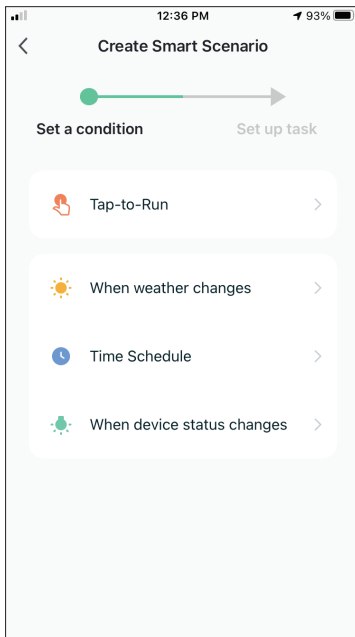 12:36 PM 93%
Create Smart Scenario
Set a condition Set up task
Tap-to-Run
When weather changes
Time Schedule
When device status changes